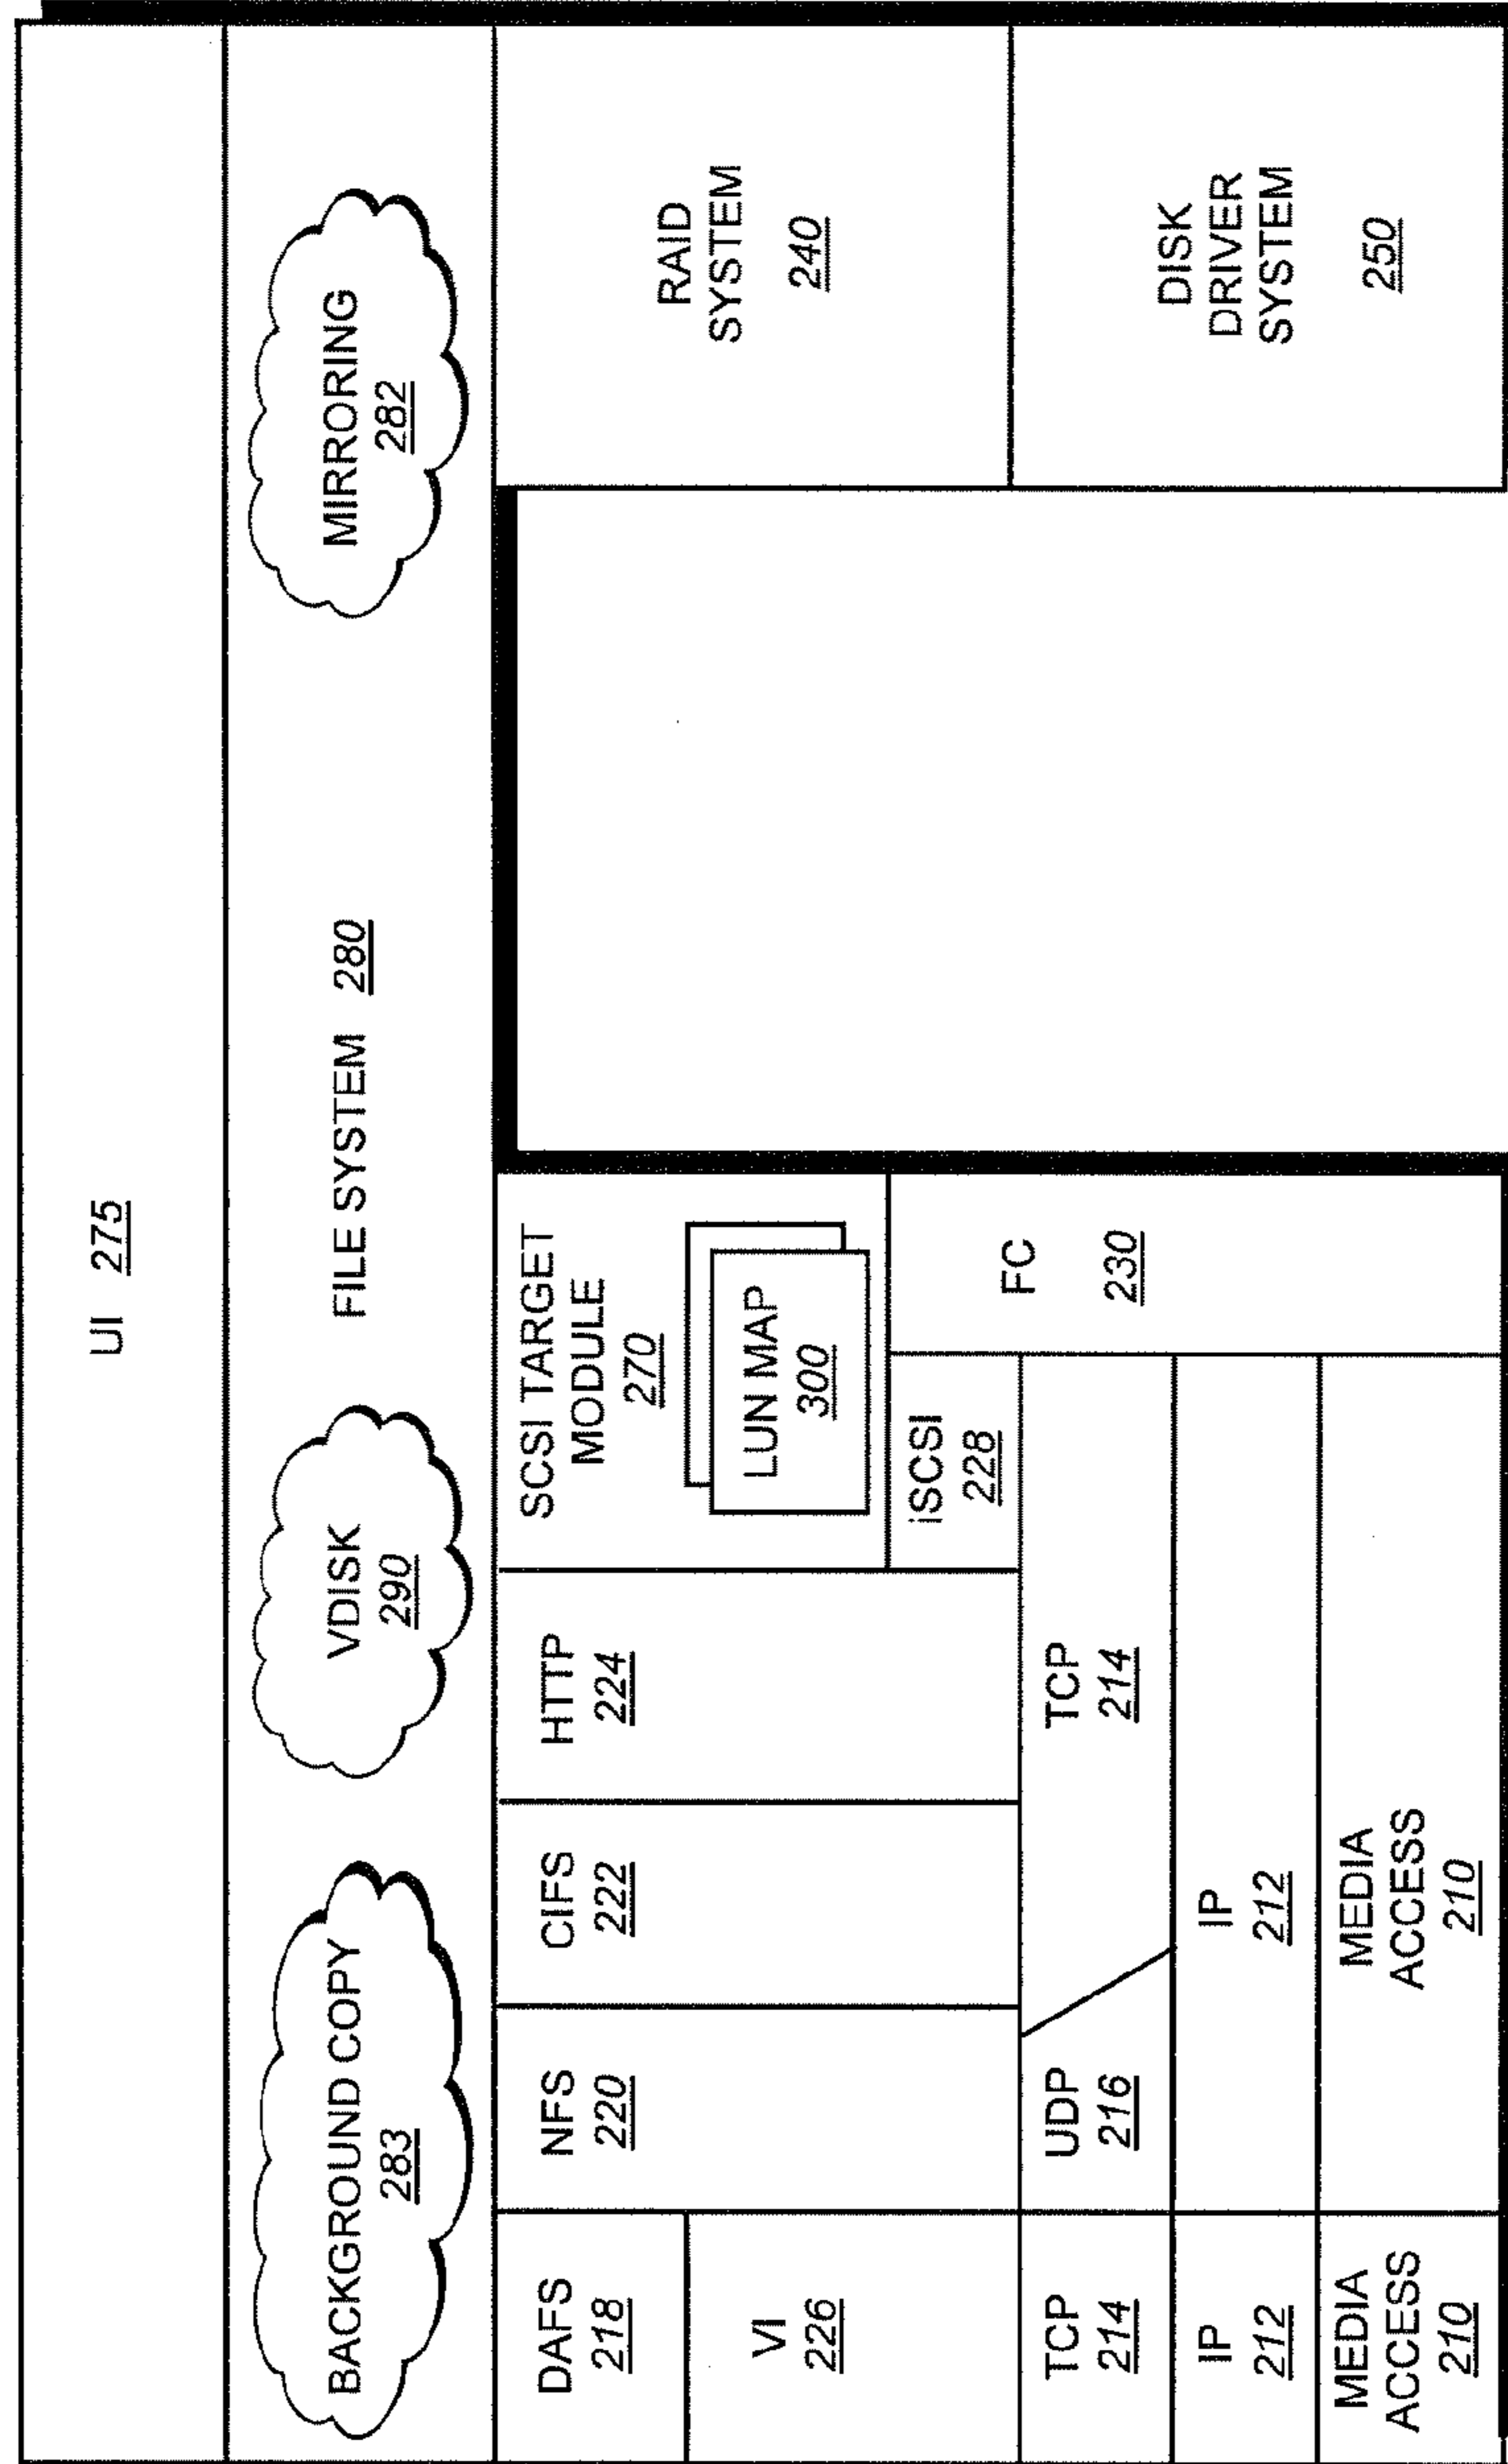 UI 275
BACKGROUND COPY
283
VDISK
290
FILE SYSTEM 280
MIRRORING
282
DAFS
218
VI
226
NFS
220
CIFS
222
HTTP
224
SCSI TARGET
MODULE
270
LUN MAP
300
iSCSI
228
FC
230
RAID
SYSTEM
240
TCP
214
UDP
216
TCP
214
IP
212
IP
212
MEDIA
ACCESS
210
MEDIA
ACCESS
210
DISK
DRIVER
SYSTEM
250